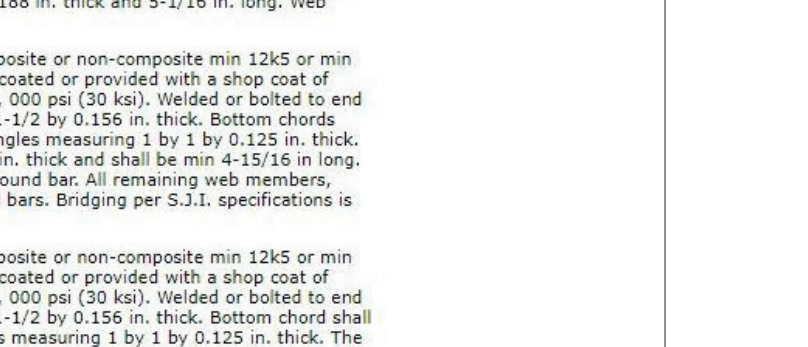 188 in. thick and 5-1/16 in. long. Web
posite or non-composite min 12k5 or min
coated or provided with a shop coat of
, 000 psi (30 ksi). Welded or bolted to end
-1/2 by 0.156 in. thick. Bottom chords
ngles measuring 1 by 1 by 0.125 in. thick.
in. thick and shall be min 4-15/16 in long.
ound bar. All remaining web members,
bars. Bridging per S.J.I. specifications is
posite or non-composite min 12k5 or min
coated or provided with a shop coat of
, 000 psi (30 ksi). Welded or bolted to end
-1/2 by 0.156 in. thick. Bottom chord shall
s measuring 1 by 1 by 0.125 in. thick. The